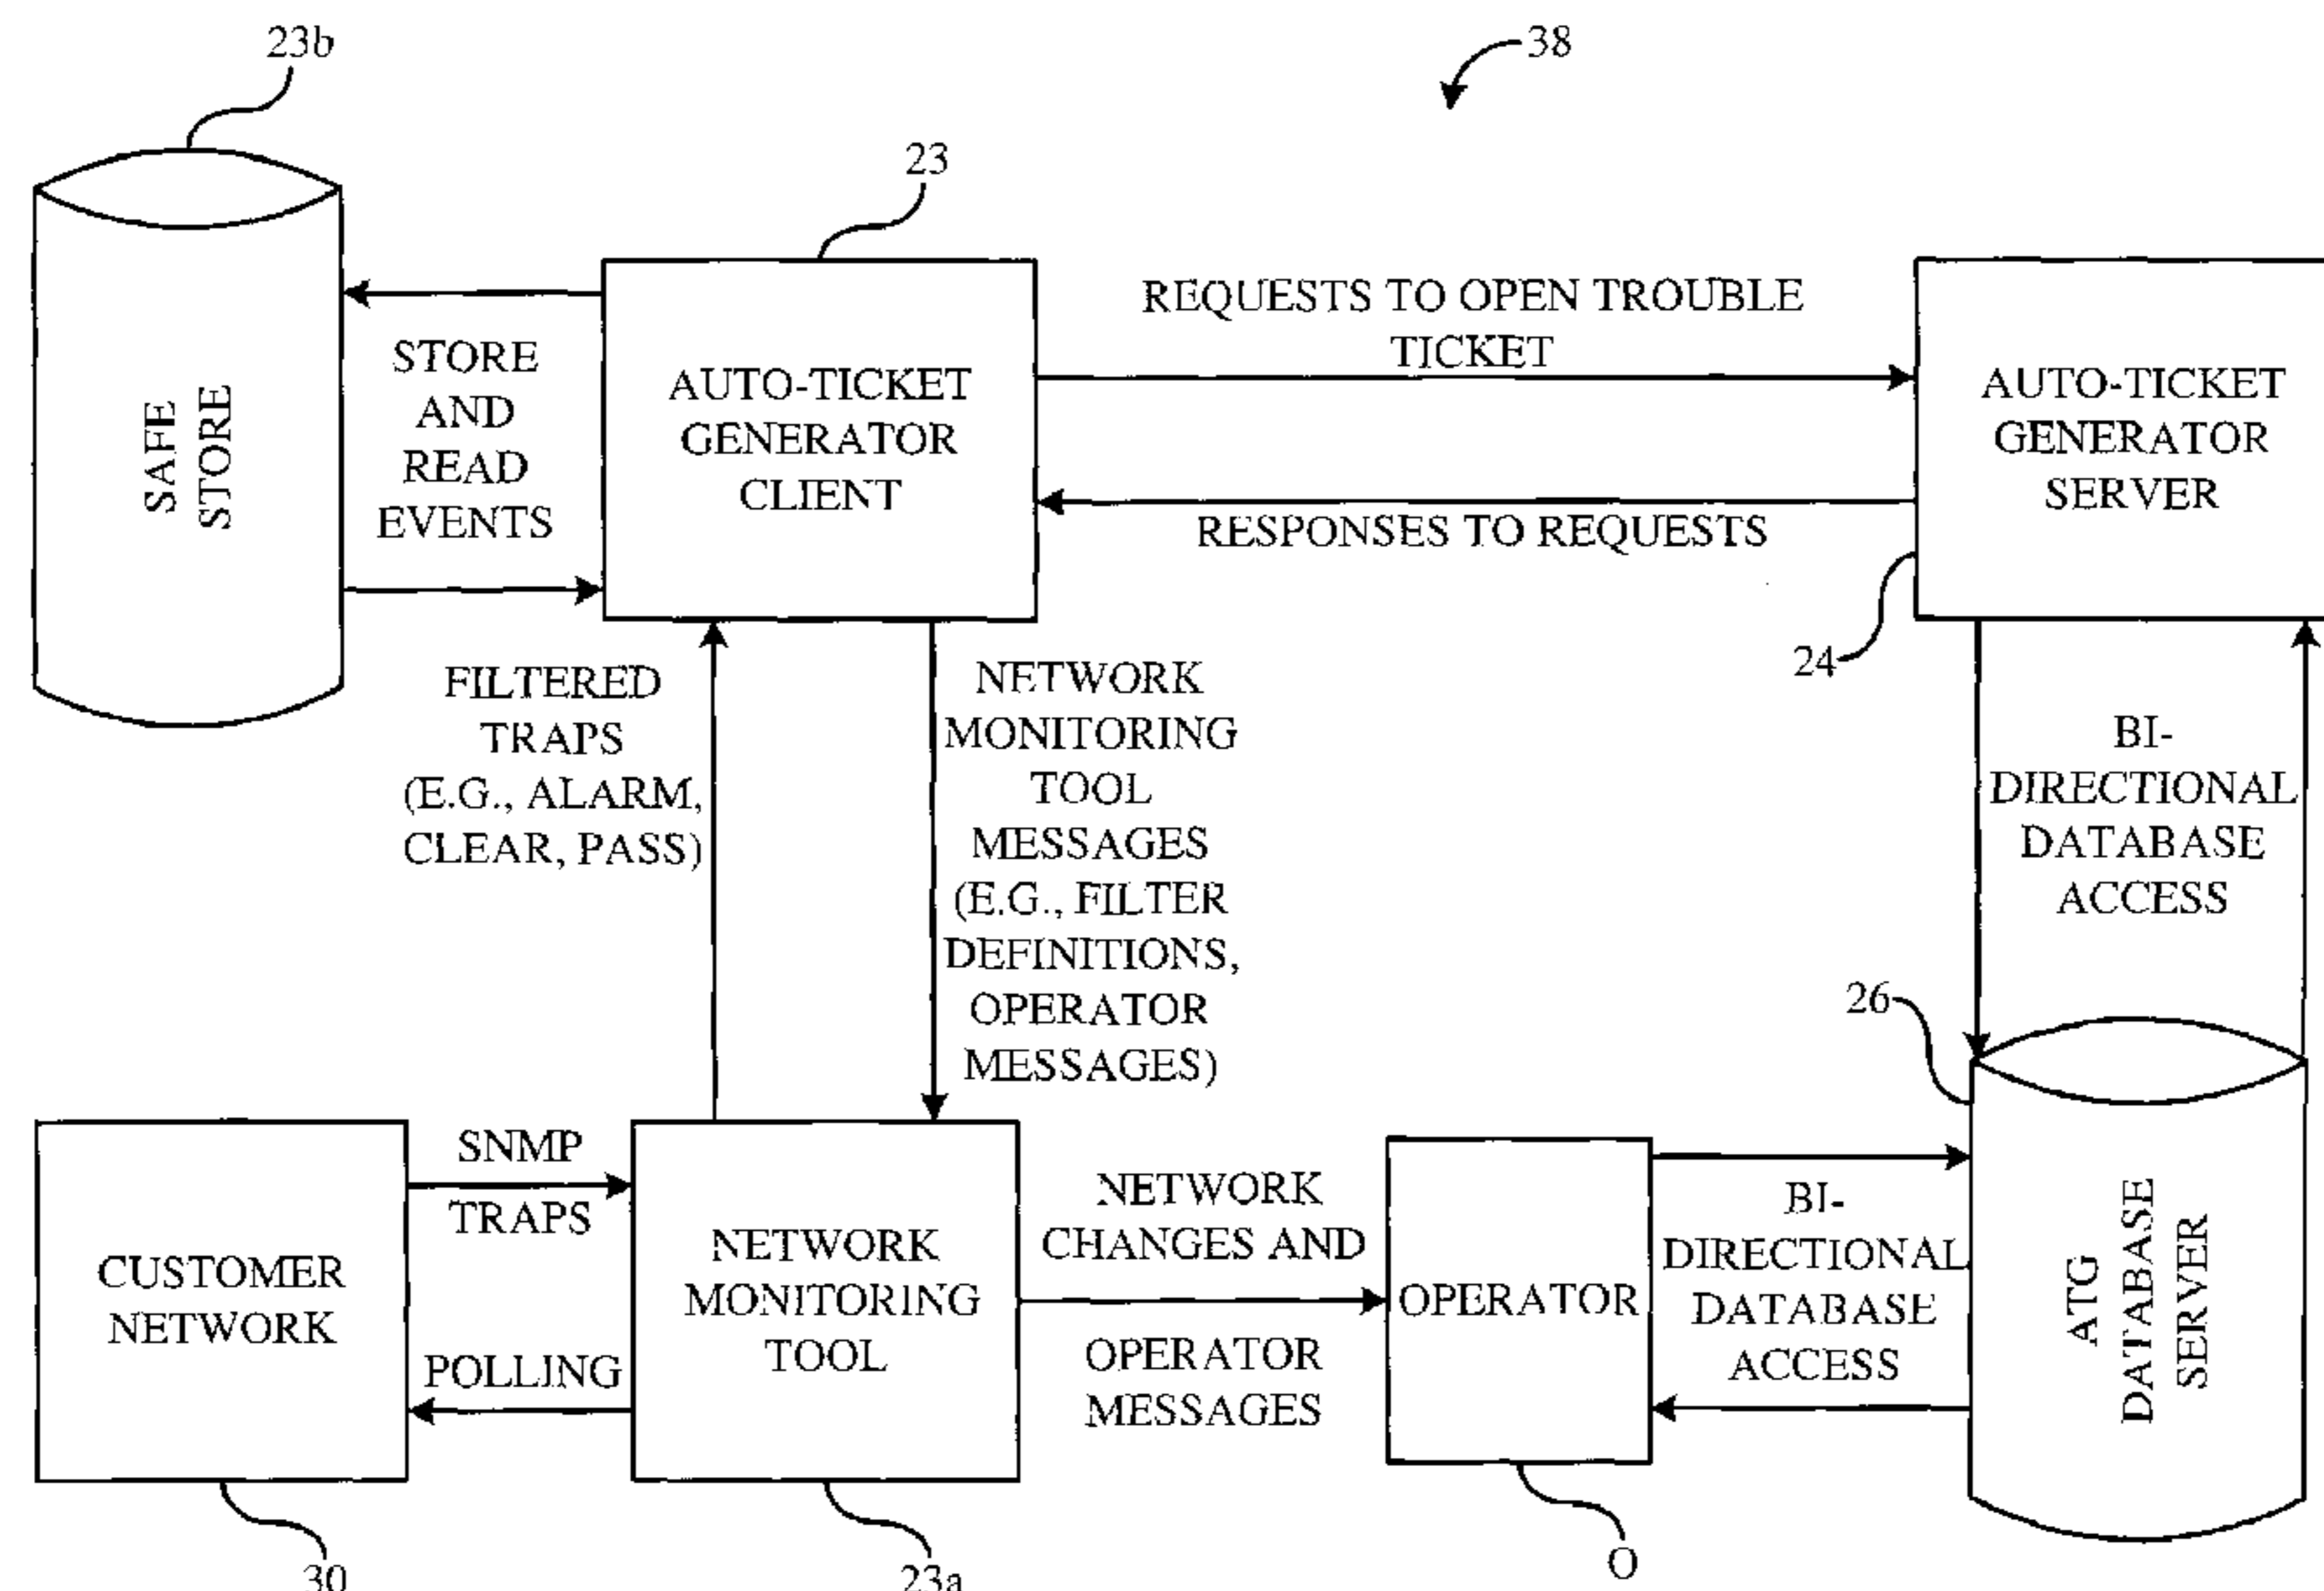 23b
38
23
SAFE
STORE
STORE
AND
READ
EVENTS
AUTO-TICKET
GENERATOR
CLIENT
REQUESTS TO OPEN TROUBLE
TICKET
RESPONSES TO REQUESTS
AUTO-TICKET
GENERATOR
SERVER
24
FILTERED
TRAPS
(E.G., ALARM,
CLEAR, PASS)
NETWORK
MONITORING
TOOL
MESSAGES
(E.G., FILTER
DEFINITIONS,
OPERATOR
MESSAGES)
BI-
DIRECTIONAL
DATABASE
ACCESS
26
CUSTOMER
NETWORK
SNMP
TRAPS
POLLING
NETWORK
MONITORING
TOOL
NETWORK
CHANGES AND
OPERATOR
MESSAGES
OPERATOR
BI-
DIRECTIONAL
DATABASE
ACCESS
ATG
DATABASE
SERVER
30
23a
O